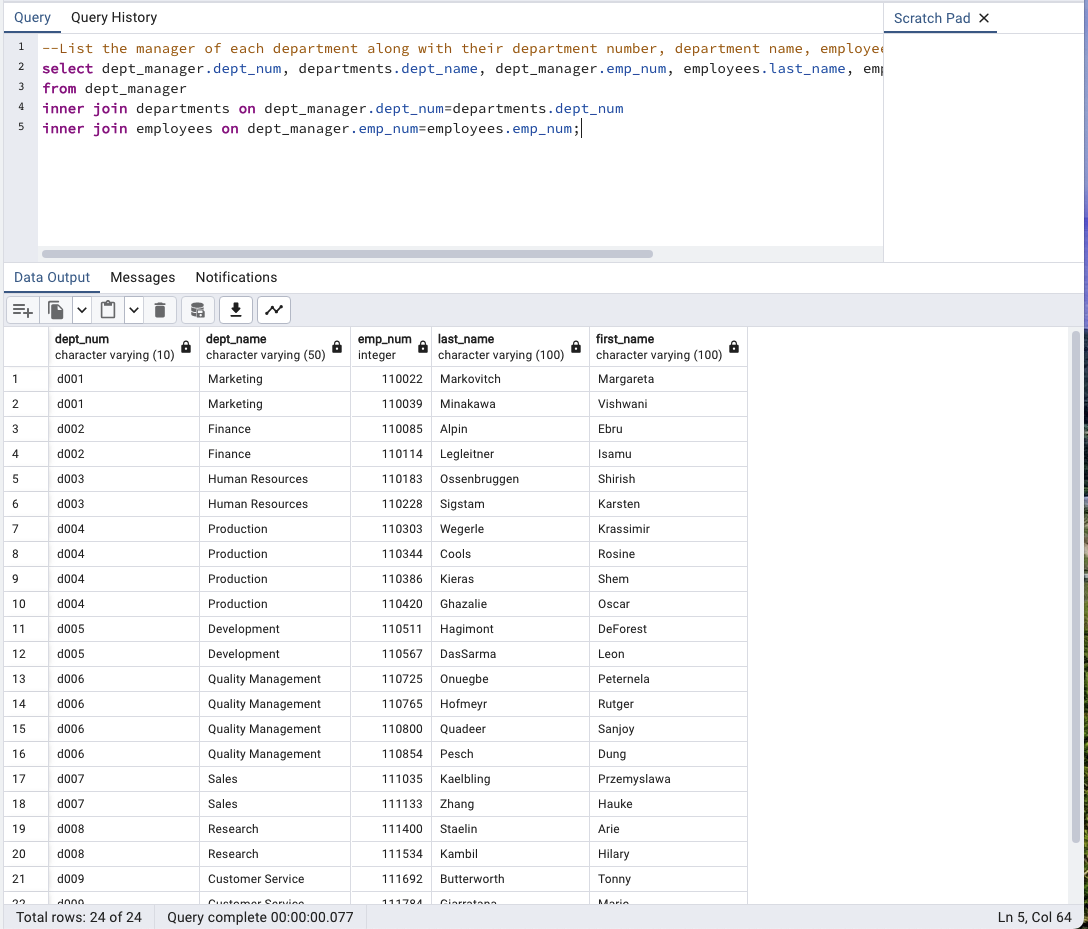 Query Query History Scratch Pad ✕
1 --List the manager of each department along with their department number, department name, employee
2 select dept_manager.dept_num, departments.dept_name, dept_manager.emp_num, employees.last_name, emp
3 from dept_manager
4 inner join departments on dept_manager.dept_num=departments.dept_num
5 inner join employees on dept_manager.emp_num=employees.emp_num;
Data Output Messages Notifications
dept_num dept_name emp_num last_name first_name
character varying (10) character varying (50) integer character varying (100) character varying (100)
1 d001 Marketing 110022 Markovitch Margareta
2 d001 Marketing 110039 Minakawa Vishwani
3 d002 Finance 110085 Alpin Ebru
4 d002 Finance 110114 Legleitner Isamu
5 d003 Human Resources 110183 Ossenbruggen Shirish
6 d003 Human Resources 110228 Sigstam Karsten
7 d004 Production 110303 Wegerle Krassimir
8 d004 Production 110344 Cools Rosine
9 d004 Production 110386 Kieras Shem
10 d004 Production 110420 Ghazalie Oscar
11 d005 Development 110511 Hagimont DeForest
12 d005 Development 110567 DasSarma Leon
13 d006 Quality Management 110725 Onuegbe Peternela
14 d006 Quality Management 110765 Hofmeyr Rutger
15 d006 Quality Management 110800 Quadeer Sanjoy
16 d006 Quality Management 110854 Pesch Dung
17 d007 Sales 111035 Kaelbling Przemyslawa
18 d007 Sales 111133 Zhang Hauke
19 d008 Research 111400 Staelin Arie
20 d008 Research 111534 Kambil Hilary
21 d009 Customer Service 111692 Butterworth Tonny
22 d009 Customer Service 111784
Total rows: 24 of 24 Query complete 00:00:00.077 Ln 5, Col 64